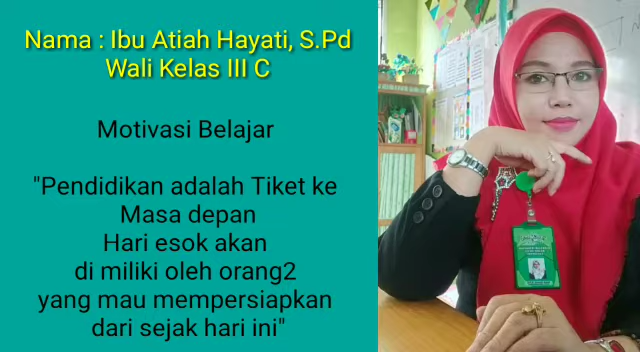 Nama : Ibu Atiah Hayati, S.Pd
Wali Kelas III C
Motivasi Belajar
"Pendidikan adalah Tiket ke
Masa depan
Hari esok akan
di miliki oleh orang2
yang mau mempersiapkan
dari sejak hari ini"